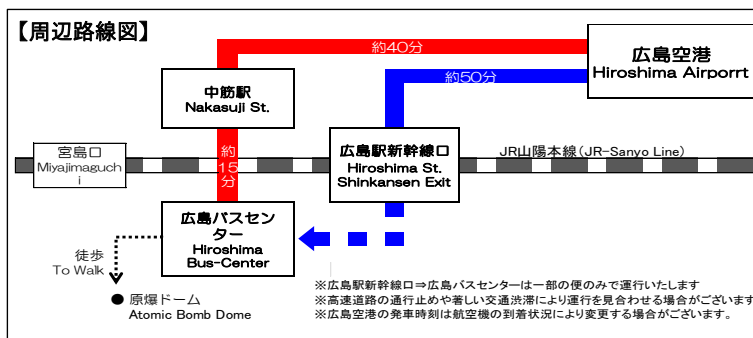 【周辺路線図】
約40分
広島空港
Hiroshima Airporrt
約50分
中筋駅
Nakasuji St.
宮島口
Miyajimaguch
i
約
15
分
広島駅新幹線口
Hiroshima St.
Shinkansen Exit
JR山陽本線(JR-Sanyo Line)
広島バスセン
ター
Hiroshima
Bus-Center
徒歩
To Walk
● 原爆ドーム
Atomic Bomb Dome
※広島駅新幹線口⇒広島バスセンターは一部の便のみで運行いたします
※高速道路の通行止めや著しい交通渋滞により運行を見合わせる場合がございます
※広島空港の発車時刻は航空機の到着状況により変更する場合がございます。